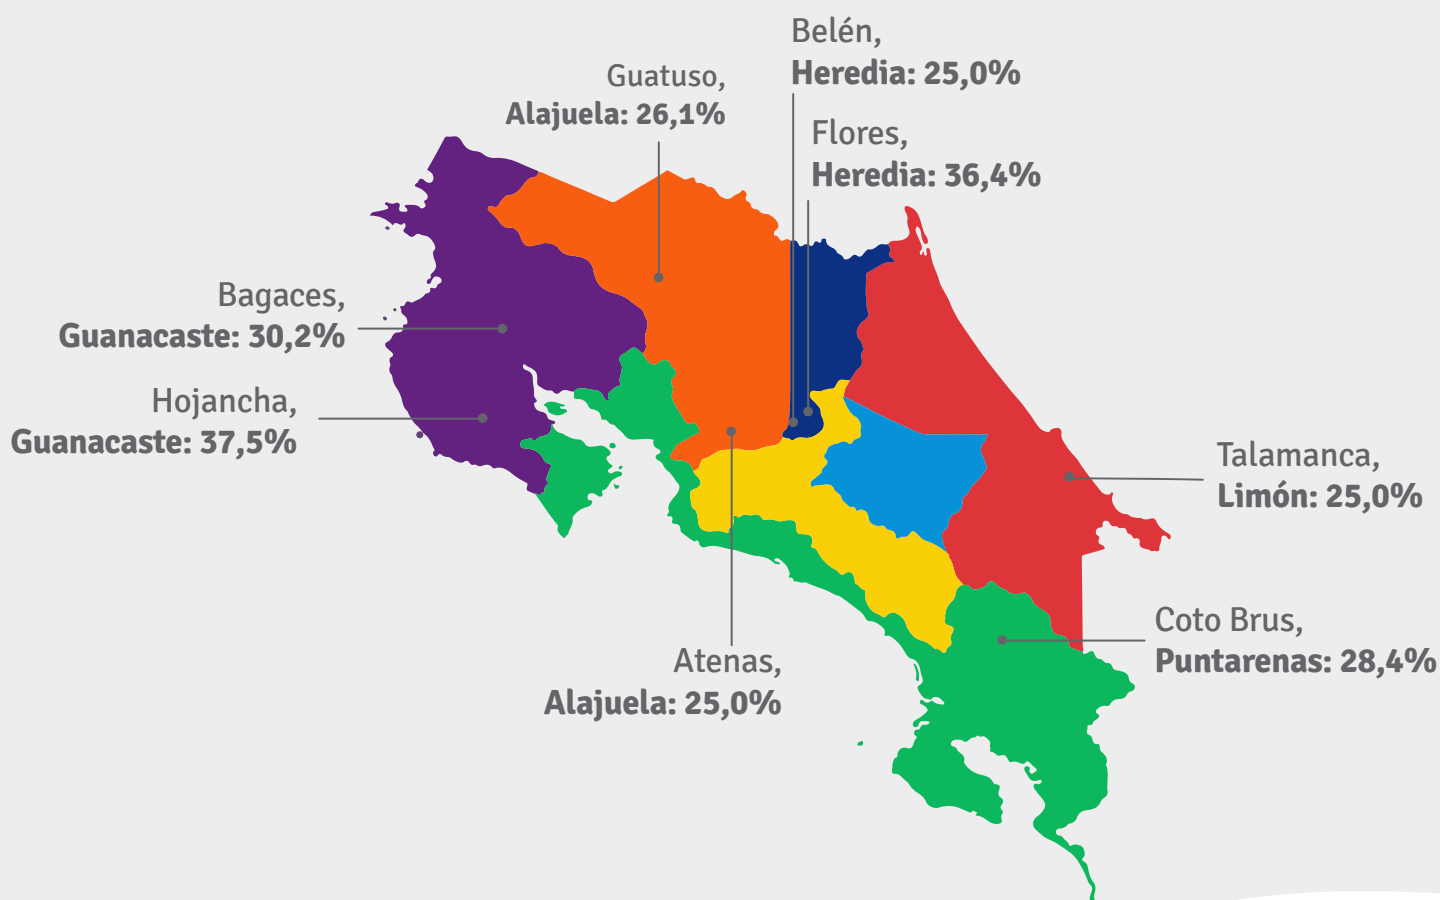 Belén,
Heredia: 25,0%
Guatuso,
Alajuela: 26,1%
Flores,
Heredia: 36,4%
Bagaces,
Guanacaste: 30,2%
Hojancha,
Guanacaste: 37,5%
Talamanca,
Limón: 25,0%
Coto Brus,
Puntarenas: 28,4%
Atenas,
Alajuela: 25,0%